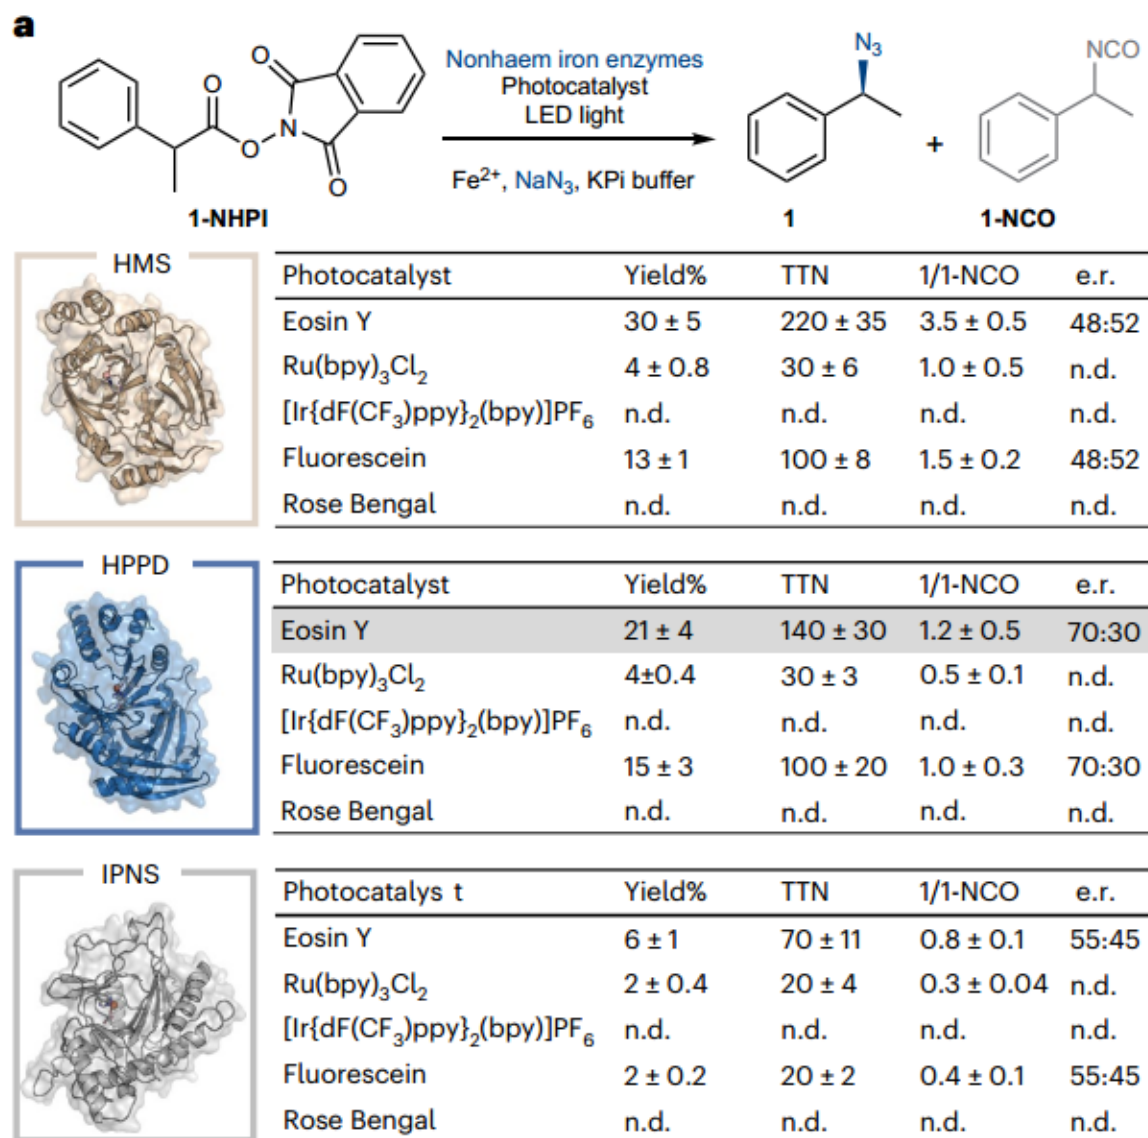 a
O
O
O
N
O
O
1-NHPI
Nonhaem iron enzymes
Photocatalyst
LED light
Fe²⁺, NaN₃, KPi buffer
N₃
1
+
NCO
1-NCO
HMS
Photocatalyst Yield% TTN 1/1-NCO e.r.
Eosin Y 30 ± 5 220 ± 35 3.5 ± 0.5 48:52
Ru(bpy)₃Cl₂ 4 ± 0.8 30 ± 6 1.0 ± 0.5 n.d.
[Ir{dF(CF₃)ppy}₂(bpy)]PF₆ n.d. n.d. n.d. n.d.
Fluorescein 13 ± 1 100 ± 8 1.5 ± 0.2 48:52
Rose Bengal n.d. n.d. n.d. n.d.
HPPD
Photocatalyst Yield% TTN 1/1-NCO e.r.
Eosin Y 21 ± 4 140 ± 30 1.2 ± 0.5 70:30
Ru(bpy)₃Cl₂ 4±0.4 30 ± 3 0.5 ± 0.1 n.d.
[Ir{dF(CF₃)ppy}₂(bpy)]PF₆ n.d. n.d. n.d. n.d.
Fluorescein 15 ± 3 100 ± 20 1.0 ± 0.3 70:30
Rose Bengal n.d. n.d. n.d. n.d.
IPNS
Photocatalys t Yield% TTN 1/1-NCO e.r.
Eosin Y 6 ± 1 70 ± 11 0.8 ± 0.1 55:45
Ru(bpy)₃Cl₂ 2 ± 0.4 20 ± 4 0.3 ± 0.04 n.d.
[Ir{dF(CF₃)ppy}₂(bpy)]PF₆ n.d. n.d. n.d. n.d.
Fluorescein 2 ± 0.2 20 ± 2 0.4 ± 0.1 55:45
Rose Bengal n.d. n.d. n.d. n.d.